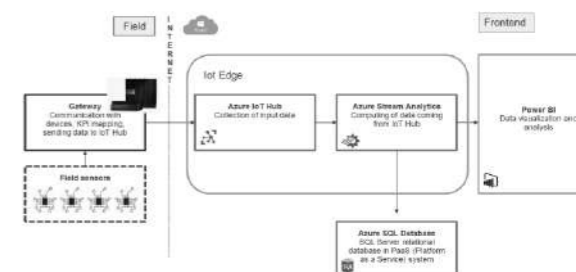 Field
INTERNET
Frontend
Iot Edge
Gateway
Communication with
devices, KPI mapping,
sending data to IoT Hub
Azure IoT Hub
Collection of input data
Azure Stream Analytics
Computing of data coming
from IoT Hub
Power BI
Data visualization and
analysis
Field sensors
Azure SQL Database
SQL Server relational
database in PaaS (Platform
as a Service) system